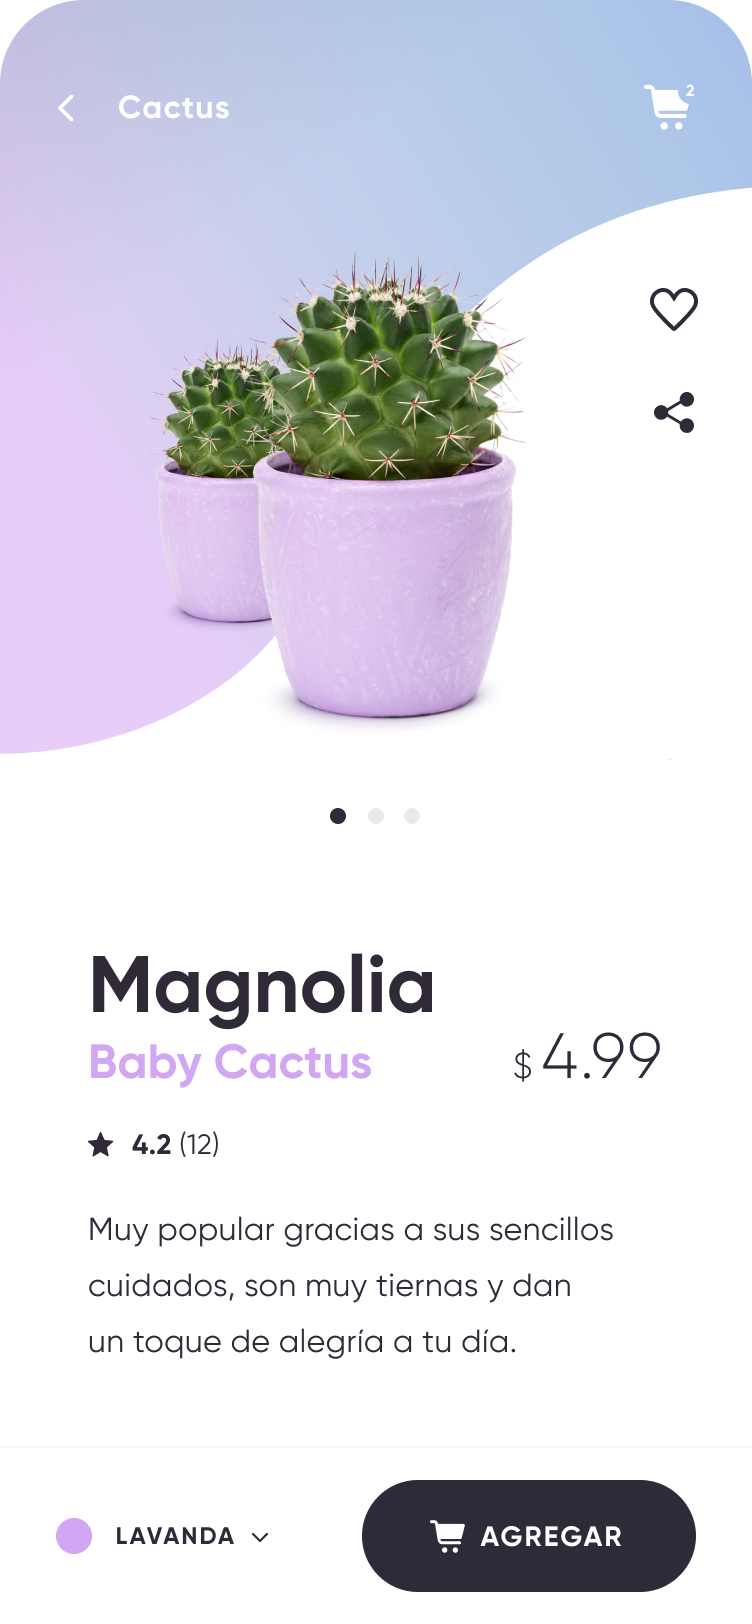 Cactus
2
Magnolia
Baby Cactus
$ 4.99
4.2 (12)
Muy popular gracias a sus sencillos
cuidados, son muy tiernas y dan
un toque de alegría a tu día.
LAVANDA
AGREGAR